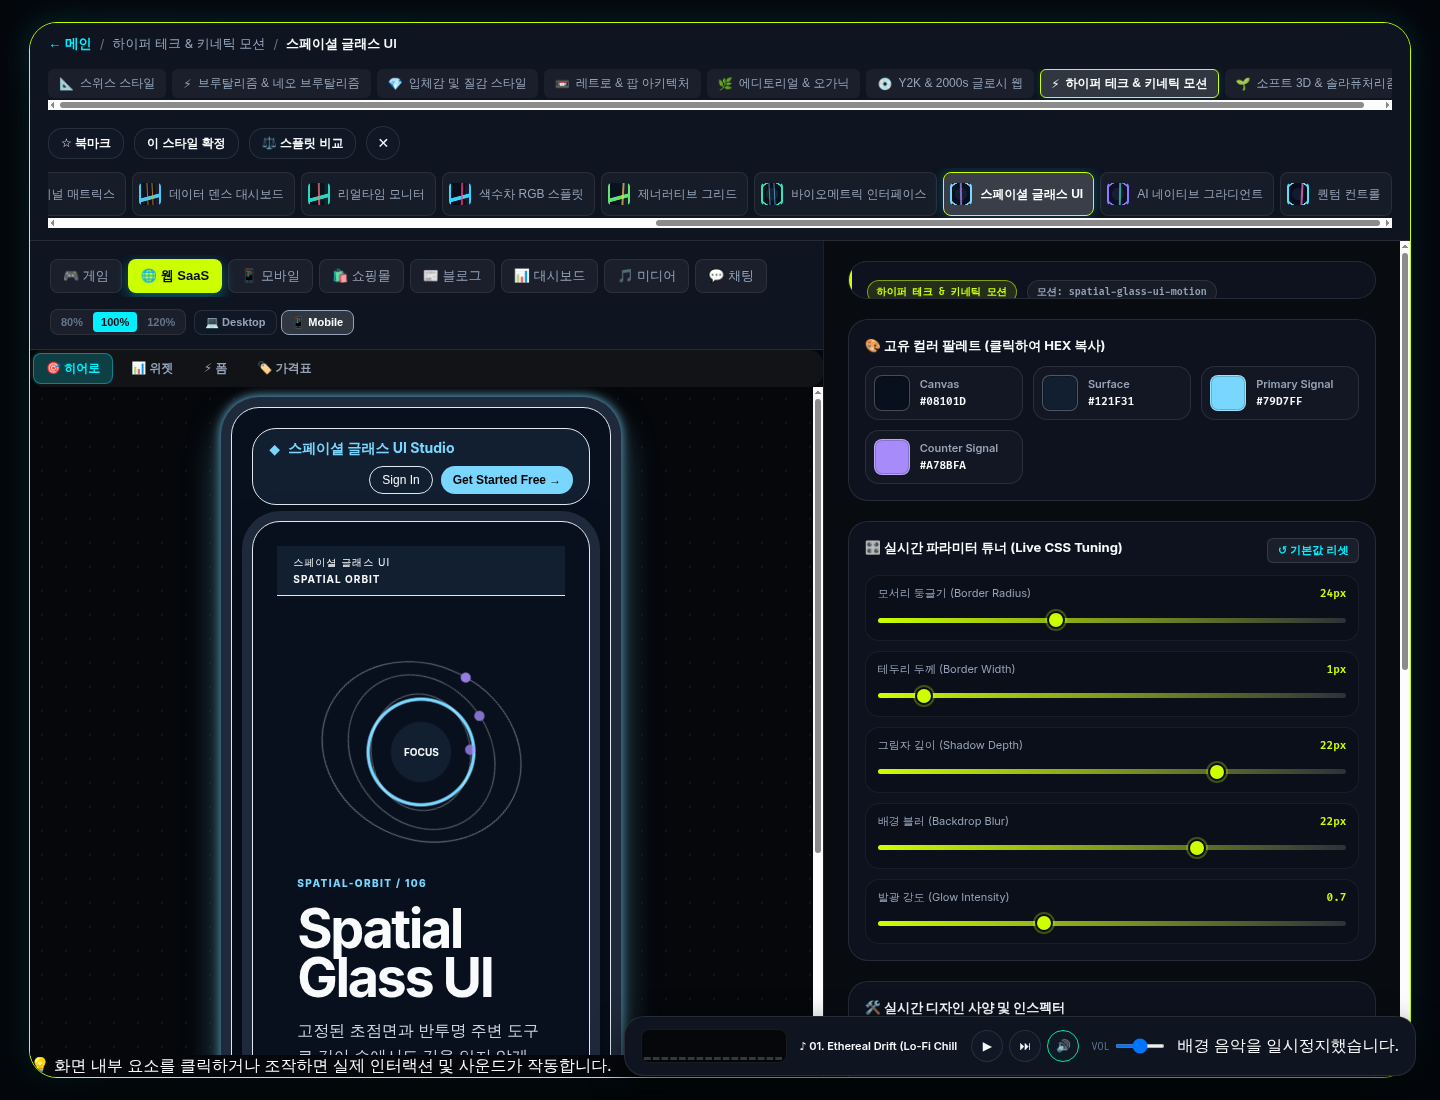 ← 메인 / 하이퍼 테크 & 키네틱 모션 / 스페이셜 글래스 UI
스위스 스타일
브루탈리즘 & 네오 브루탈리즘
입체감 및 질감 스타일
레트로 & 팝 아키텍처
에디토리얼 & 오가닉
Y2K & 2000s 글로시 웹
하이퍼 테크 & 키네틱 모션
소프트 3D & 솔라퓨처리즘
☆ 북마크
이 스타일 확정
스플릿 비교
✕
널 매트릭스
데이터 덴스 대시보드
리얼타임 모니터
색수차 RGB 스플릿
제너러티브 그리드
바이오메트릭 인터페이스
스페이셜 글래스 UI
AI 네이티브 그라디언트
퀀텀 컨트롤
게임
웹 SaaS
모바일
쇼핑몰
블로그
대시보드
미디어
채팅
80%
100%
120%
Desktop
Mobile
히어로
위젯
폼
가격표
◆ 스페이셜 글래스 UI Studio
Sign In
Get Started Free →
스페이셜 글래스 UI
SPATIAL ORBIT
FOCUS
SPATIAL-ORBIT / 106
Spatial
Glass UI
고정된 초점면과 반투명 주변 도구
💡 화면 내부 요소를 클릭하거나 조작하면 실제 인터랙션 및 사운드가 작동합니다.
하이퍼 테크 & 키네틱 모션
모션: spatial-glass-ui-motion
🎨 고유 컬러 팔레트 (클릭하여 HEX 복사)
Canvas
#08101D
Surface
#121F31
Primary Signal
#79D7FF
Counter Signal
#A78BFA
🎛️ 실시간 파라미터 튜너 (Live CSS Tuning)
↺ 기본값 리셋
모서리 둥글기 (Border Radius)
24px
테두리 두께 (Border Width)
1px
그림자 깊이 (Shadow Depth)
22px
배경 블러 (Backdrop Blur)
22px
발광 강도 (Glow Intensity)
0.7
🛠️ 실시간 디자인 사양 및 인스펙터
♪ 01. Ethereal Drift (Lo-Fi Chill
VOL
배경 음악을 일시정지했습니다.